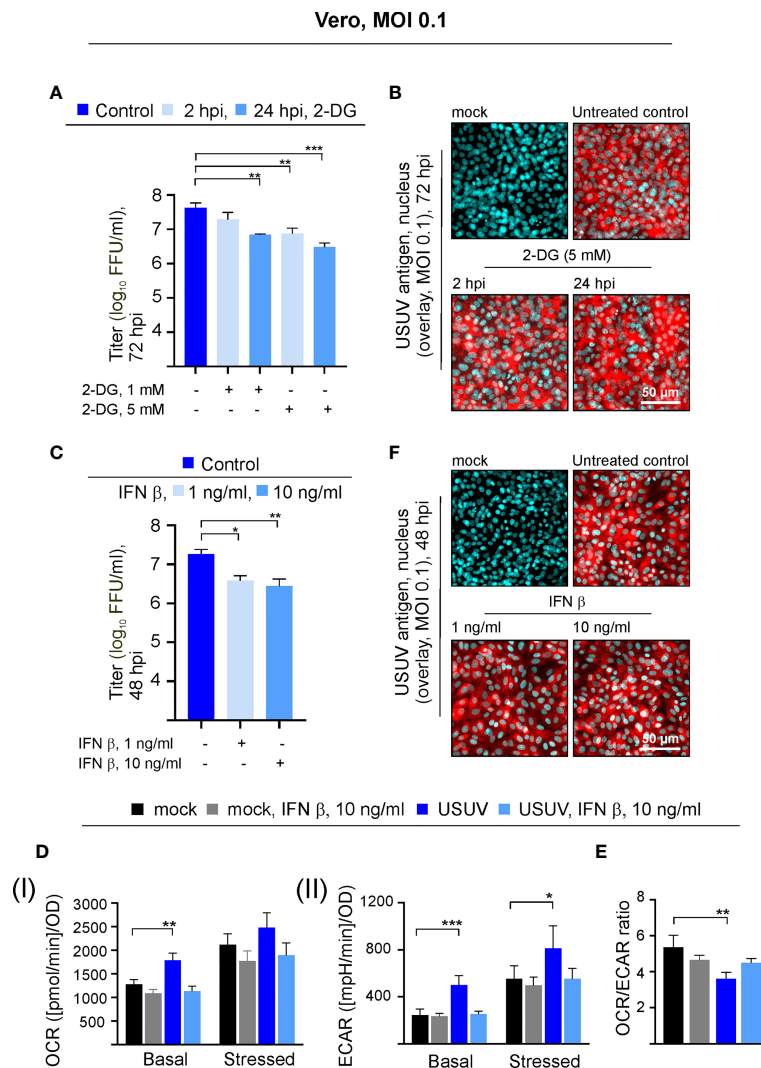 Vero, MOI 0.1
A
Control 2 hpi, 24 hpi, 2-DG
***
**
**
8
7
6
5
4
Titer (log10 FFU/ml),
72 hpi
2-DG, 1 mM - + + - -
2-DG, 5 mM - - - + +
B
mock Untreated control
2-DG (5 mM)
2 hpi 24 hpi
50 µm
USUV antigen, nucleus
(overlay, MOI 0.1), 72 hpi
C
Control
IFN β, 1 ng/ml, 10 ng/ml
**
*
8
7
6
5
4
Titer (log10 FFU/ml),
48 hpi
IFN β, 1 ng/ml - + -
IFN β, 10 ng/ml - - +
F
mock Untreated control
IFN β
1 ng/ml 10 ng/ml
50 µm
USUV antigen, nucleus
(overlay, MOI 0.1), 48 hpi
mock mock, IFN β, 10 ng/ml USUV USUV, IFN β, 10 ng/ml
D
(I)
OCR ([pmol/min]/OD)
3000
2500
2000
1500
1000
500
**
Basal Stressed
(II)
ECAR ([mpH/min]/OD)
1200
800
400
***
*
Basal Stressed
E
OCR/ECAR ratio
8
6
4
2
0
**